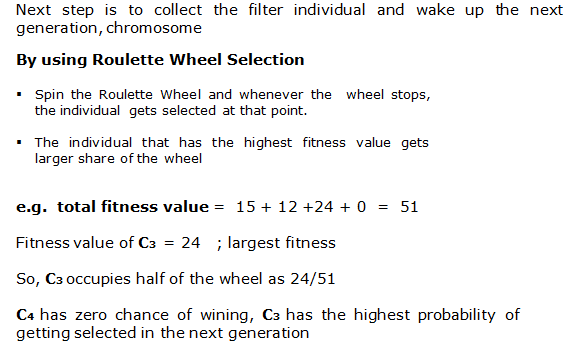 Next step is to collect the filter individual and wake up the next
generation, chromosome
By using Roulette Wheel Selection
▪ Spin the Roulette Wheel and whenever the wheel stops,
the individual gets selected at that point.
▪ The individual that has the highest fitness value gets
larger share of the wheel
e.g. total fitness value = 15 + 12 +24 + 0 = 51
Fitness value of C3 = 24 ; largest fitness
So, C3 occupies half of the wheel as 24/51
C4 has zero chance of wining, C3 has the highest probability of
getting selected in the next generation